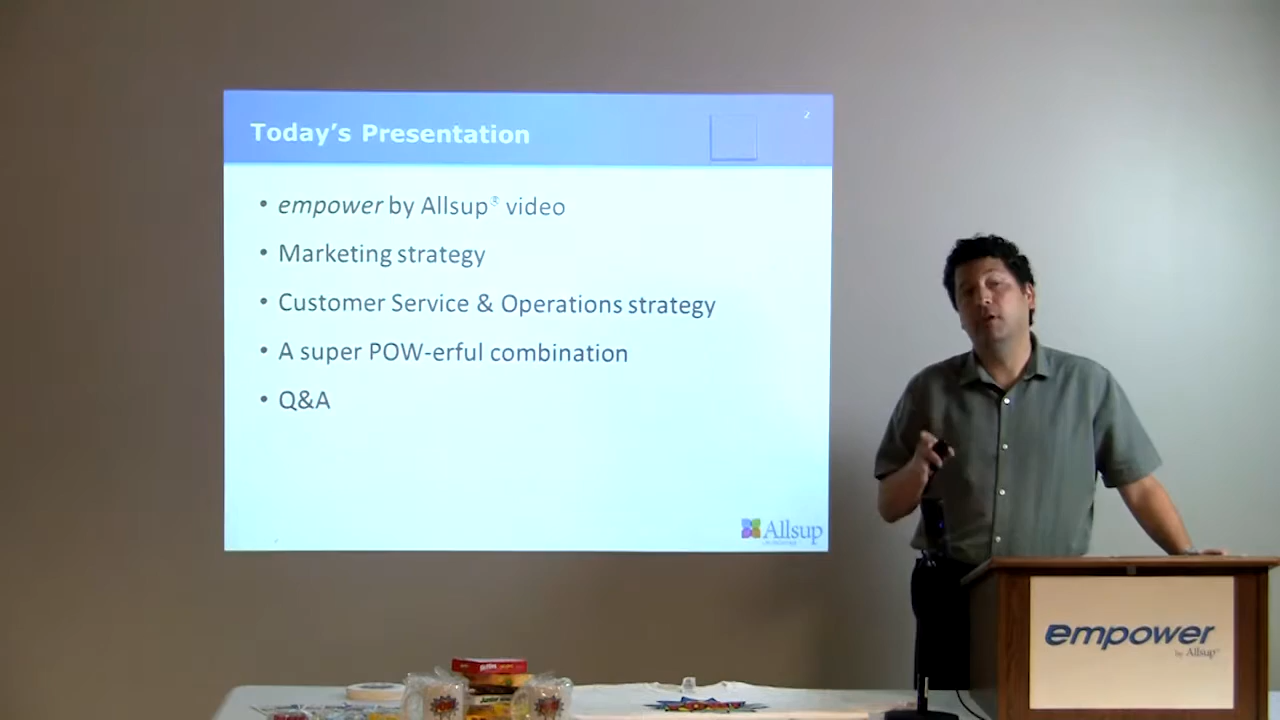 Today's Presentation
2
• empower by Allsup® video
• Marketing strategy
• Customer Service & Operations strategy
• A super POW-erful combination
• Q&A
Allsup
empower
by Allsup®